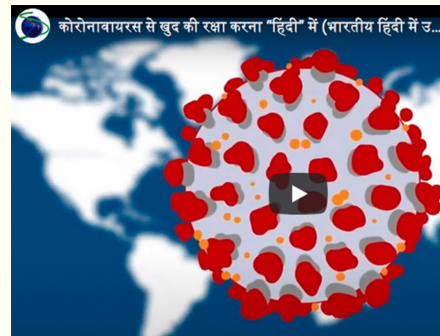 कोरोनावायरस से खुद की रक्षा करना "हिंदी" में (भारतीय हिंदी में उ...